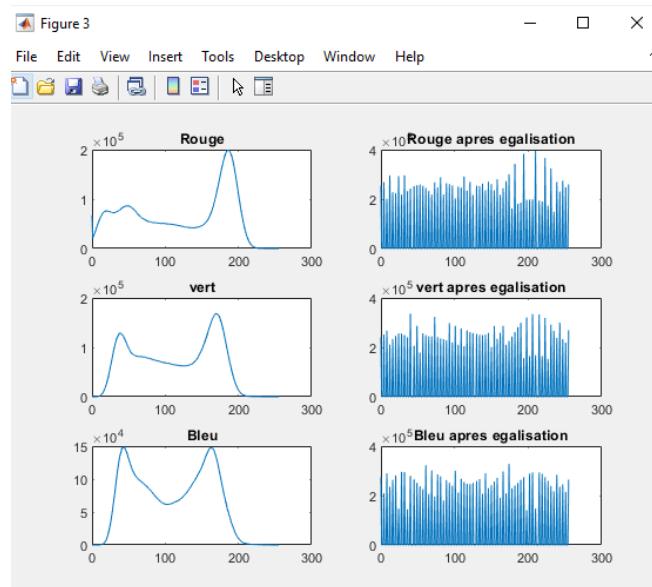 Figure 3
File Edit View Insert Tools Desktop Window Help
×10^5 Rouge
2
1
0
0 100 200 300
×10^5 Rouge apres egalisation
4
2
0
0 100 200 300
×10^5 vert
2
1
0
0 100 200 300
×10^5 vert apres egalisation
4
2
0
0 100 200 300
×10^4 Bleu
15
10
5
0
0 100 200 300
×10^5 Bleu apres egalisation
4
2
0
0 100 200 300